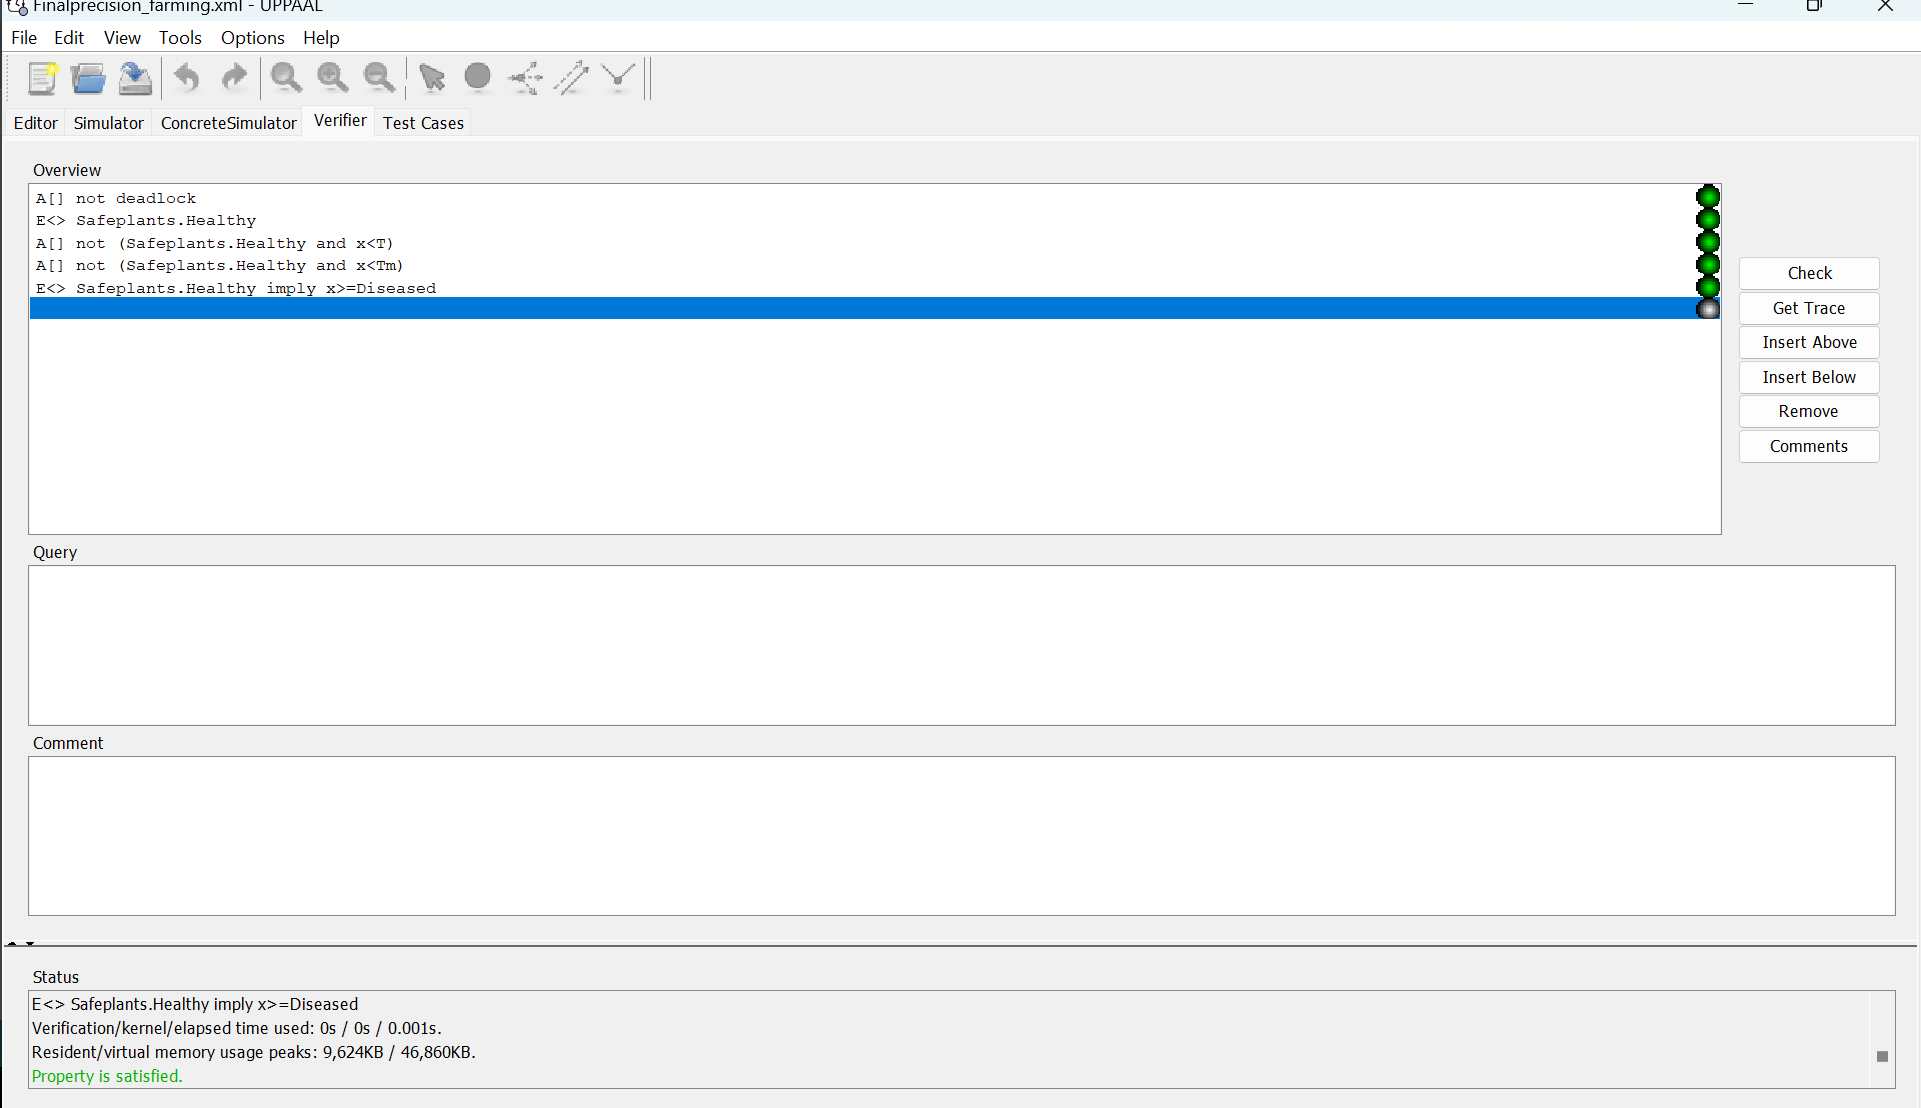 Finalprecision_farming.xml - UPPAAL
File Edit View Tools Options Help
Editor Simulator ConcreteSimulator Verifier Test Cases
Overview
A[] not deadlock
E<> Safeplants.Healthy
A[] not (Safeplants.Healthy and x<T)
A[] not (Safeplants.Healthy and x<Tm)
E<> Safeplants.Healthy imply x>=Diseased
Check
Get Trace
Insert Above
Insert Below
Remove
Comments
Query
Comment
Status
E<> Safeplants.Healthy imply x>=Diseased
Verification/kernel/elapsed time used: 0s / 0s / 0.001s.
Resident/virtual memory usage peaks: 9,624KB / 46,860KB.
Property is satisfied.